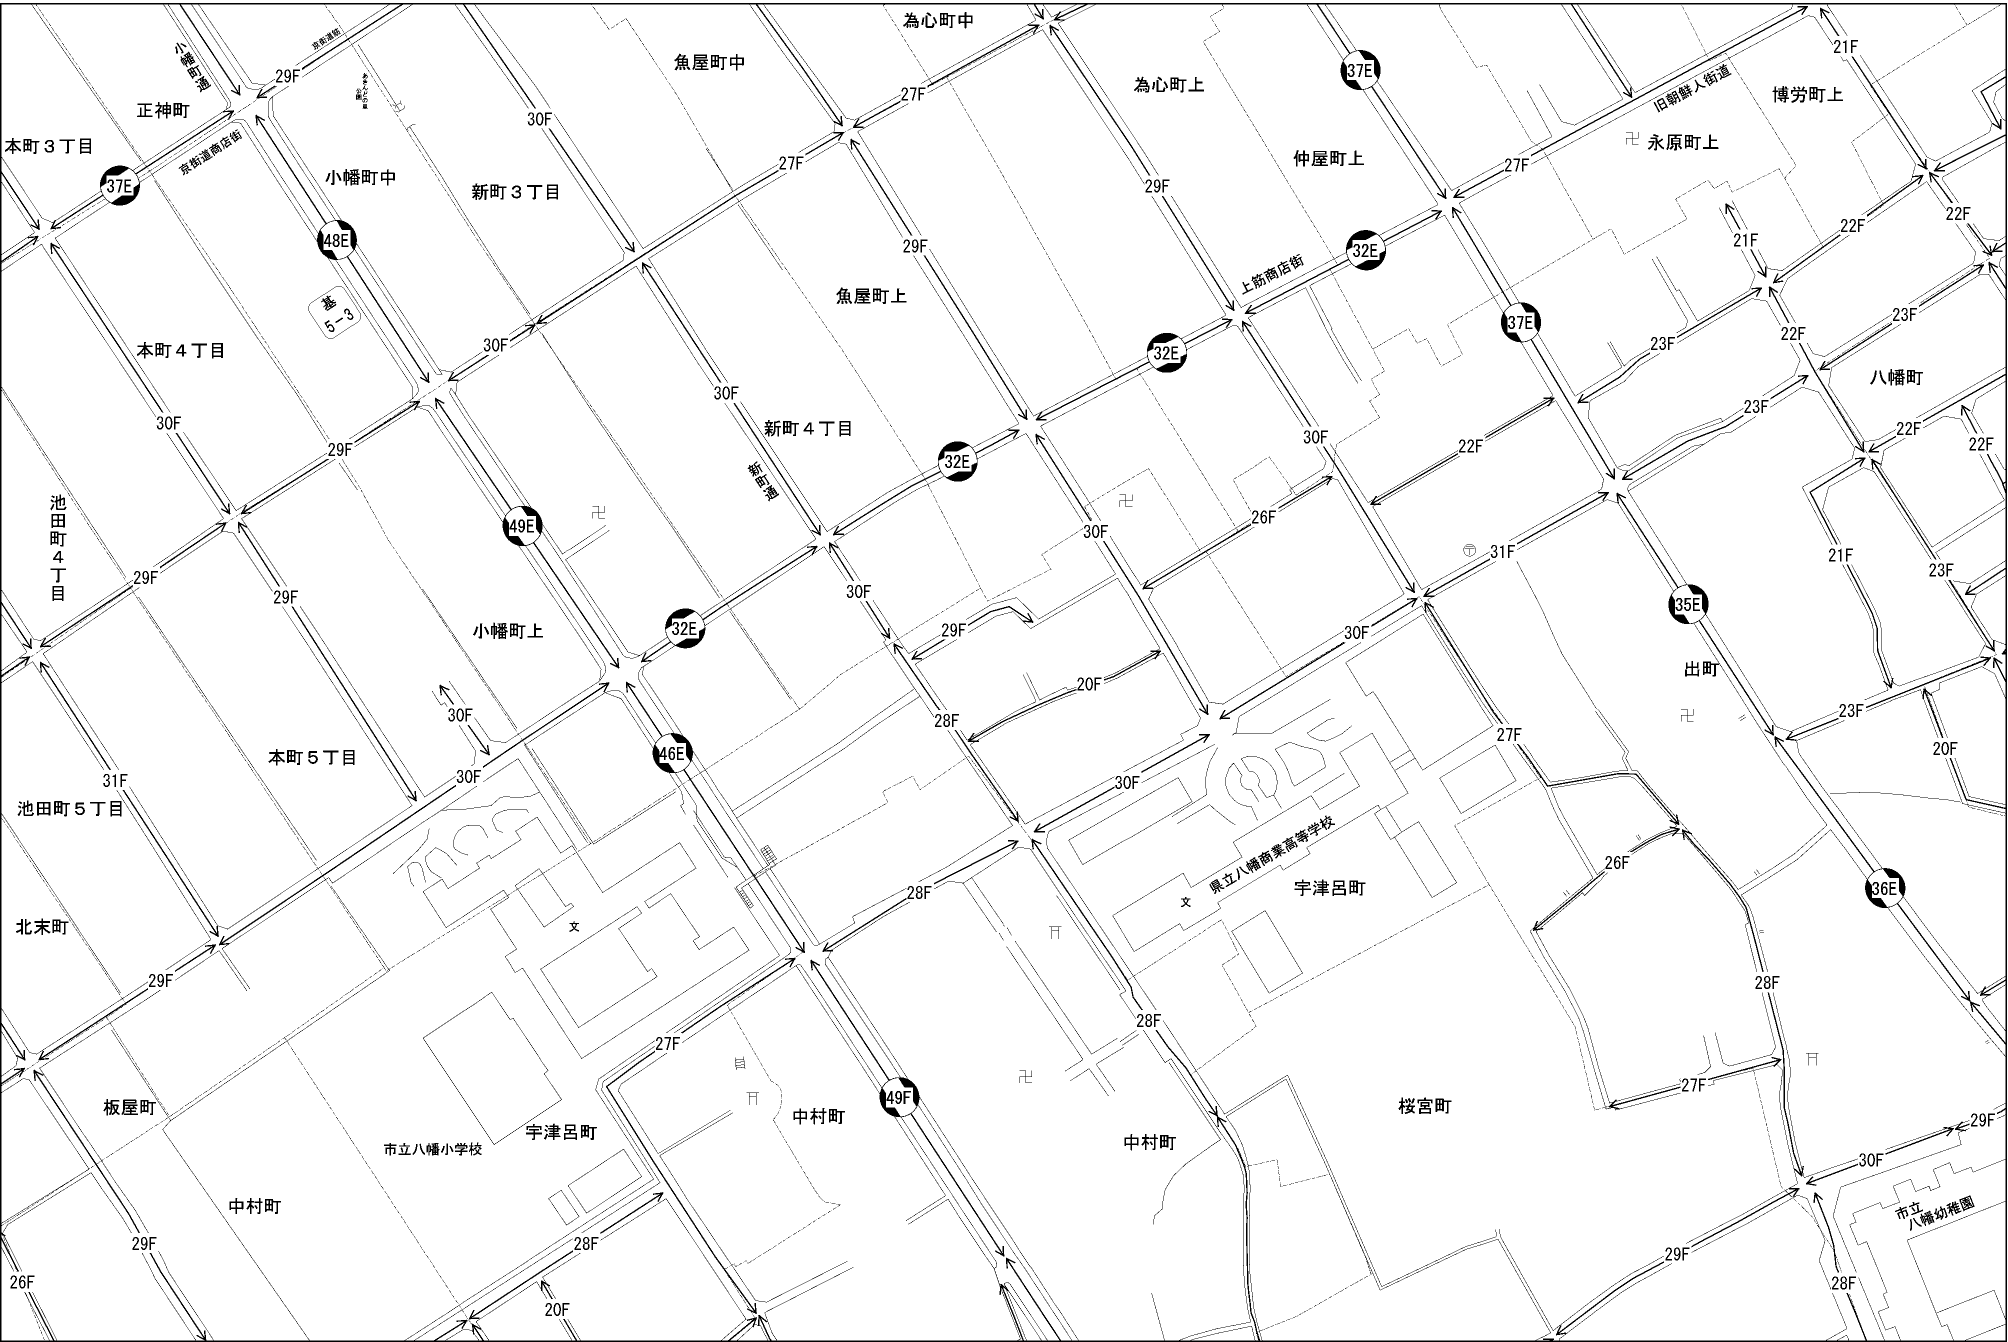 為心町中
小幡町通
京街道筋
21F
魚屋町中
29F
37E
為心町上
旧朝鮮人街道
博労町上
27F
正神町
30F
本町3丁目
京街道商店街
永原町上
仲屋町上
27F
27F
小幡町中
新町3丁目
37E
29F
22F
22F
48E
29F
32E
21F
上筋商店街
魚屋町上
基
5-3
23F
37E
22F
23F
30F
本町4丁目
32E
八幡町
30F
23F
30F
新町4丁目
22F
30F
22F
22F
29F
32E
新町通
池田町4丁目
26F
49E
30F
31F
21F
23F
29F
30F
29F
35E
小幡町上
32E
29F
30F
出町
20F
30F
28F
23F
27F
20F
46E
本町5丁目
30F
31F
30F
池田町5丁目
県立八幡商業高等学校
26F
28F
宇津呂町
36E
文
北末町
文
29F
28F
28F
27F
49F
27F
板屋町
桜宮町
中村町
29F
宇津呂町
中村町
市立八幡小学校
30F
中村町
市立
八幡幼稚園
29F
28F
29F
26F
28F
20F